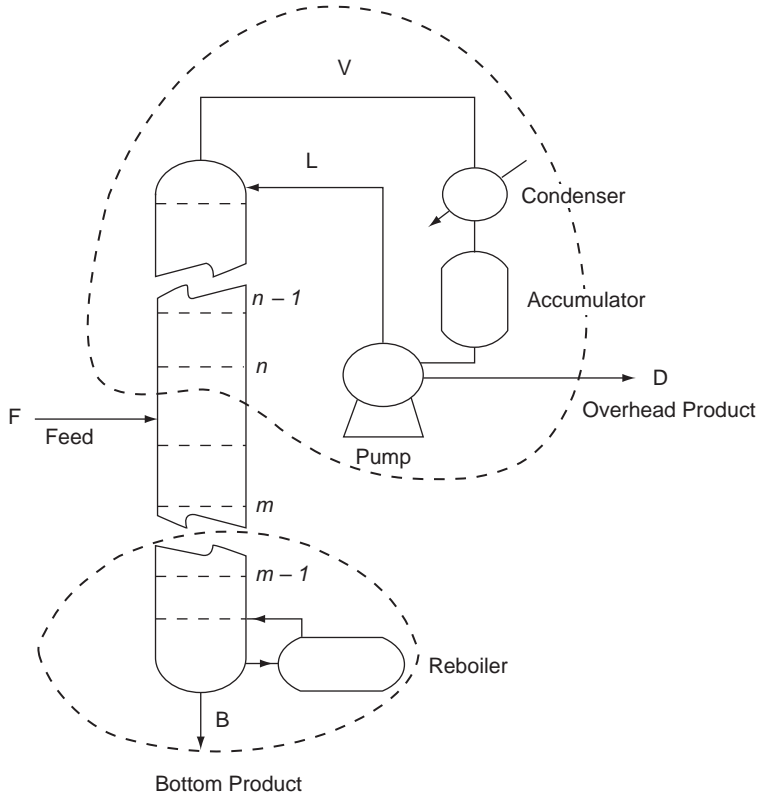 V
L
Condenser
Accumulator
n – 1
n
D
Overhead Product
F
Feed
Pump
m
m – 1
Reboiler
B
Bottom Product